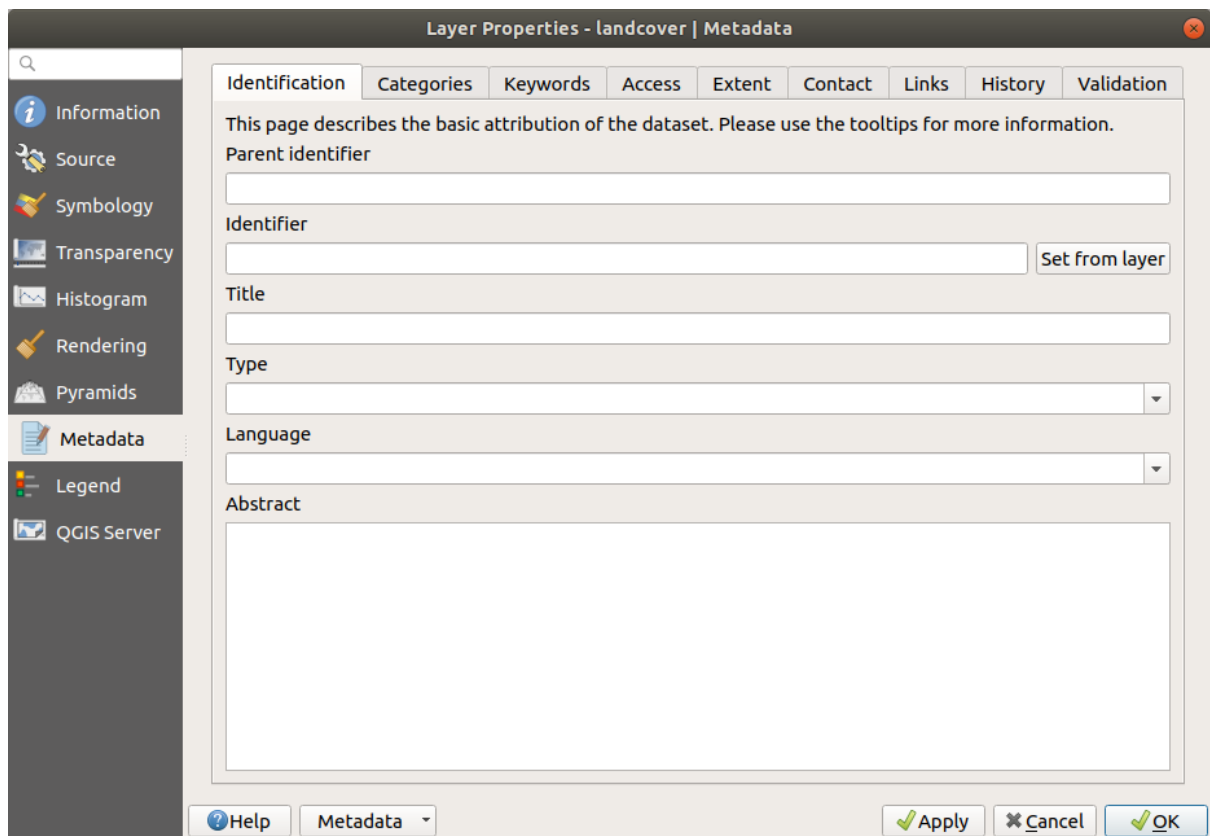 Layer Properties - landcover | Metadata
Information
Source
Symbology
Transparency
Histogram
Rendering
Pyramids
Metadata
Legend
QGIS Server
Identification Categories Keywords Access Extent Contact Links History Validation
This page describes the basic attribution of the dataset. Please use the tooltips for more information.
Parent identifier
Identifier
Set from layer
Title
Type
Language
Abstract
Help Metadata Apply Cancel OK